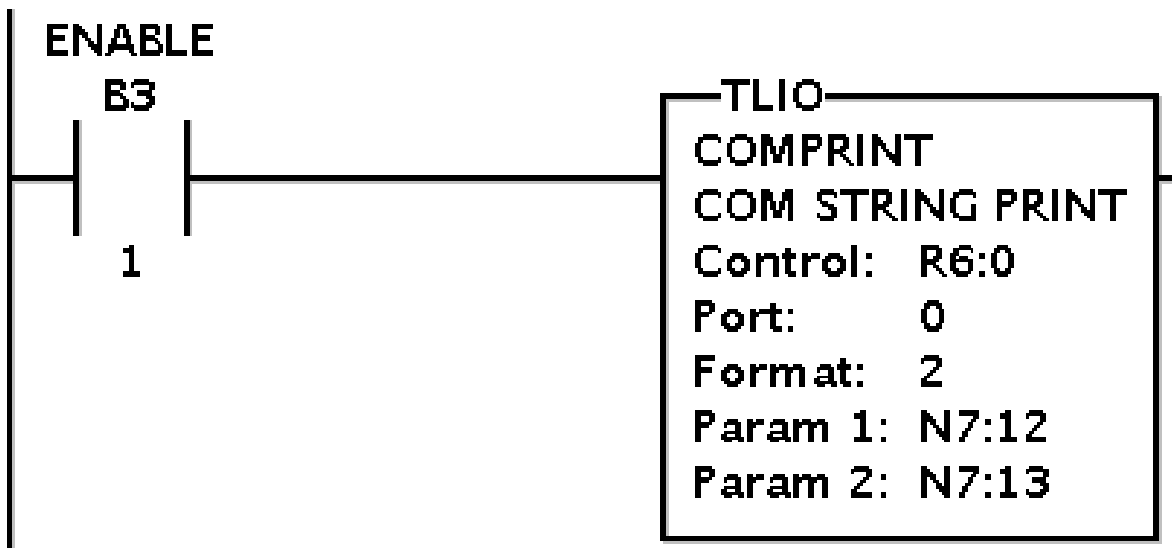 ENABLE
B3
1
TLIO
COMPRINT
COM STRING PRINT
Control: R6:0
Port: 0
Format: 2
Param 1: N7:12
Param 2: N7:13